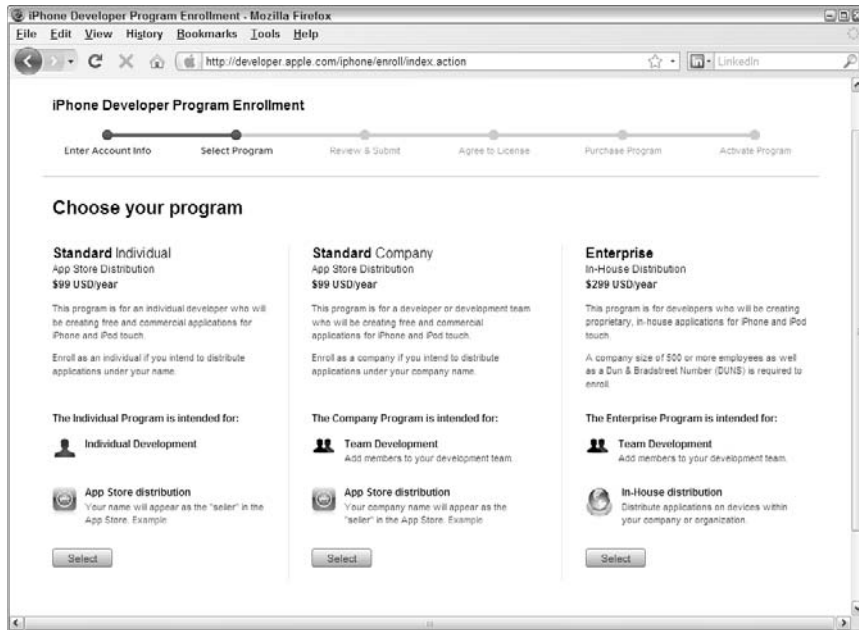 iPhone Developer Program Enrollment - Mozilla Firefox
File Edit View History Bookmarks Tools Help
http://developer.apple.com/iphone/enroll/index.action
LinkedIn
iPhone Developer Program Enrollment
Enter Account Info Select Program Review & Submit Agree to License Purchase Program Activate Program
Choose your program
Standard Individual
App Store Distribution
$99 USD/year
This program is for an individual developer who will
be creating free and commercial applications for
iPhone and iPod touch.
Enroll as an individual if you intend to distribute
applications under your name.
The Individual Program is intended for:
Individual Development
App Store distribution
Your name will appear as the "seller" in the
App Store. Example
Select
Standard Company
App Store Distribution
$99 USD/year
This program is for a developer or development team
who will be creating free and commercial
applications for iPhone and iPod touch.
Enroll as a company if you intend to distribute
applications under your company name.
The Company Program is intended for:
Team Development
Add members to your development team.
App Store distribution
Your company name will appear as the
"seller" in the App Store. Example
Select
Enterprise
In-House Distribution
$299 USD/year
This program is for developers who will be creating
proprietary, in-house applications for iPhone and iPod
touch.
A company size of 500 or more employees as well
as a Dun & Bradstreet Number (DUNS) is required to
enroll.
The Enterprise Program is intended for:
Team Development
Add members to your development team.
In-House distribution
Distribute applications on devices within
your company or organization.
Select